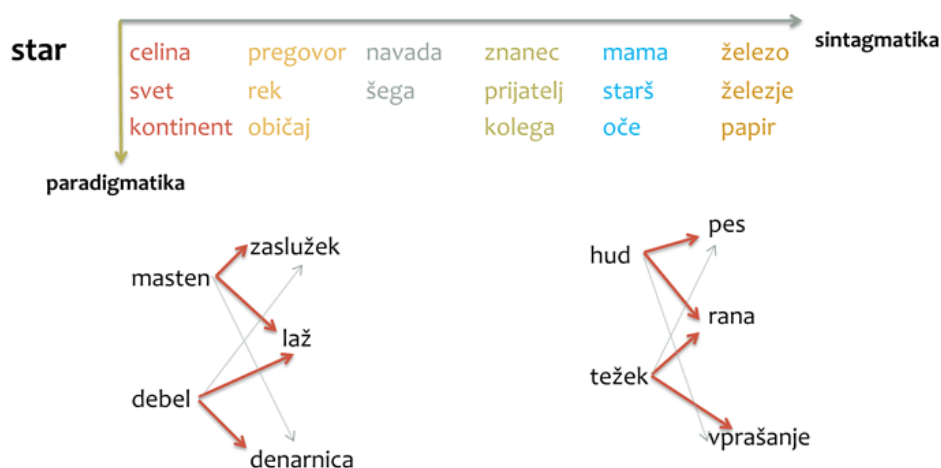 star
sintagmatika
celina pregovor navada znanec mama železo
svet rek šega prijatelj starš železje
kontinent običaj kolega oče papir
paradigmatika
zaslužek
masten
laž
debel
denarnica
pes
hud
rana
težek
vprašanje